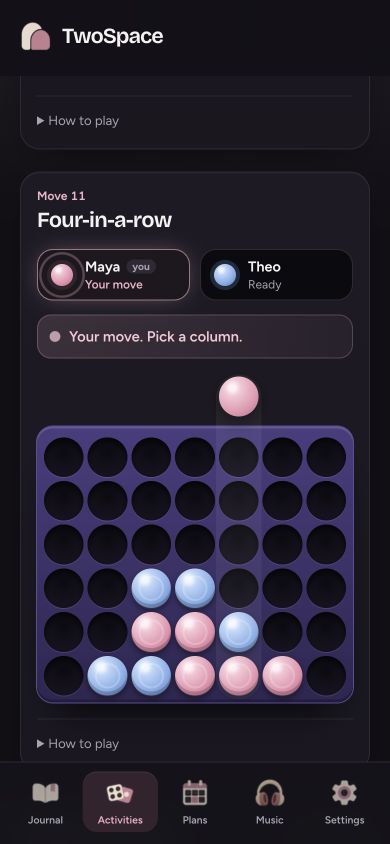 TwoSpace
How to play
Move 11
Four-in-a-row
Maya you
Your move
Theo
Ready
Your move. Pick a column.
How to play
Journal
Activities
Plans
Music
Settings